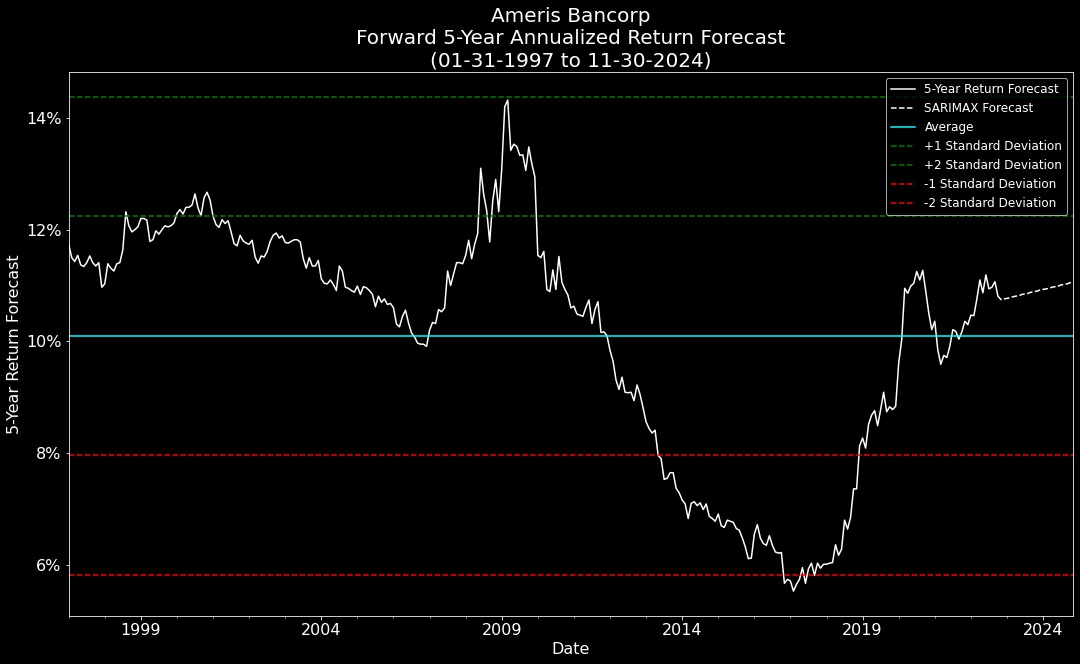 Ameris Bancorp
Forward 5-Year Annualized Return Forecast
(01-31-1997 to 11-30-2024)
5-Year Return Forecast
SARIMAX Forecast
Average
+1 Standard Deviation
+2 Standard Deviation
-1 Standard Deviation
-2 Standard Deviation
5-Year Return Forecast
14%
12%
10%
8%
6%
1999
2004
2009
2014
2019
2024
Date